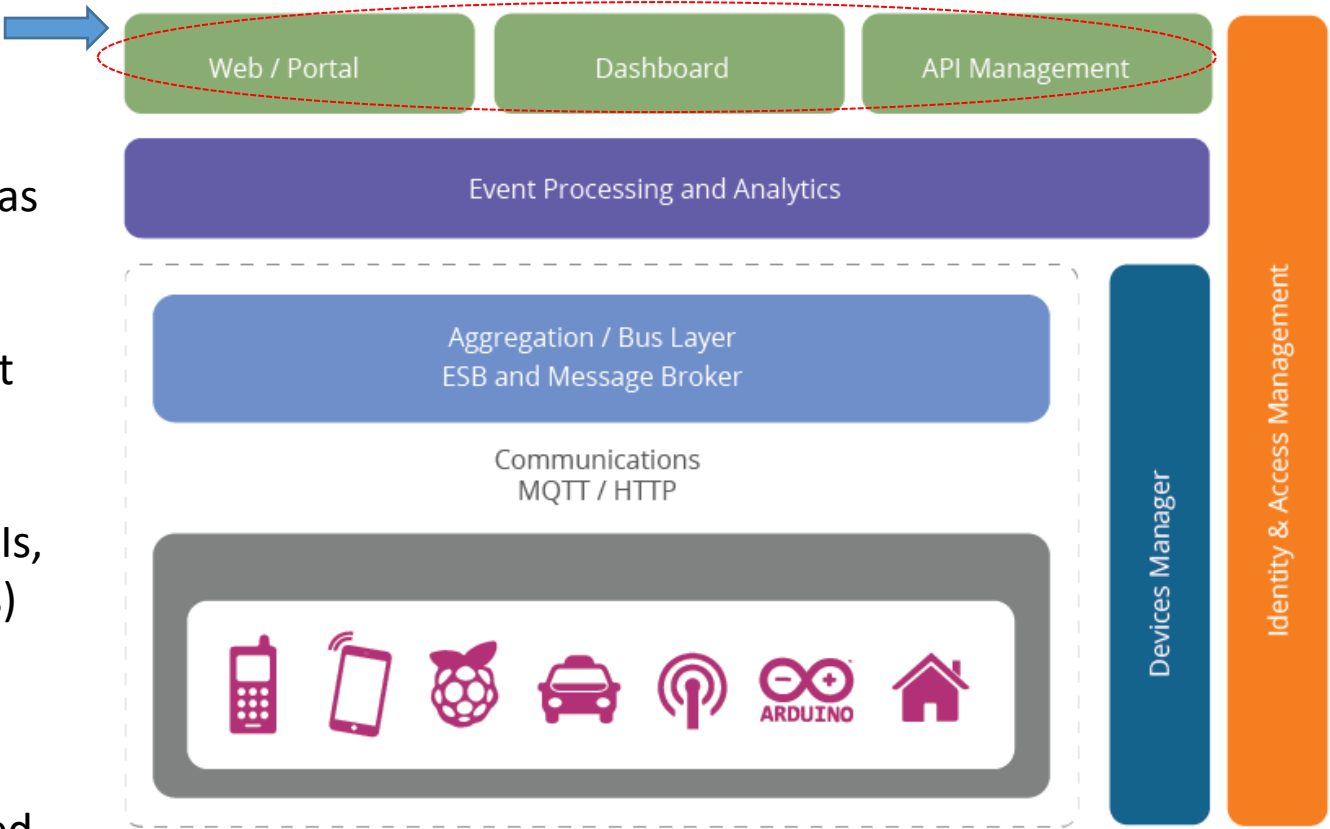 Web / Portal
Dashboard
API Management
as
Event Processing and Analytics
t
Aggregation / Bus Layer
ESB and Message Broker
Communications
MQTT / HTTP
ls,
s)
ARDUINO
ed
Devices Manager
Identity & Access Management